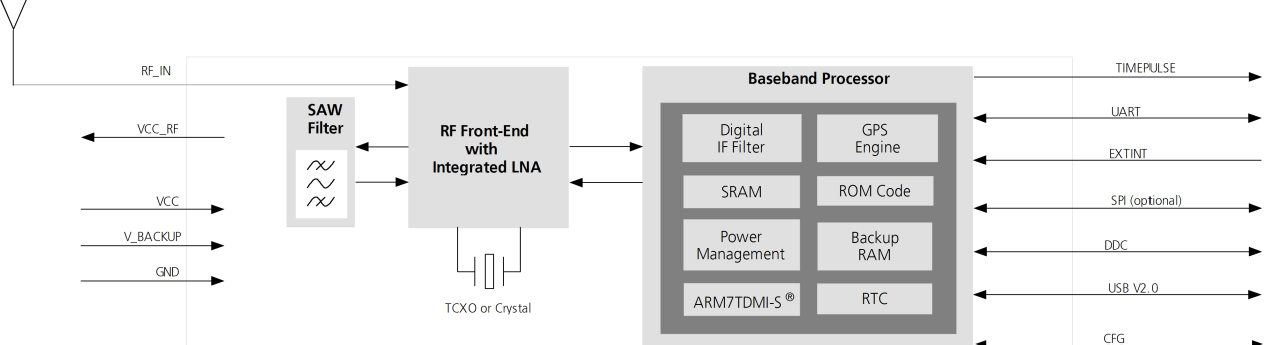 RF_IN
VCC_RF
VCC
V_BACKUP
GND
SAW
Filter
RF Front-End
with
Integrated LNA
TCXO or Crystal
Baseband Processor
Digital
IF Filter
GPS
Engine
SRAM
ROM Code
Power
Management
Backup
RAM
ARM7TDMI-S ®
RTC
TIMEPULSE
UART
EXTINT
SPI (optional)
DDC
USB V2.0
CFG